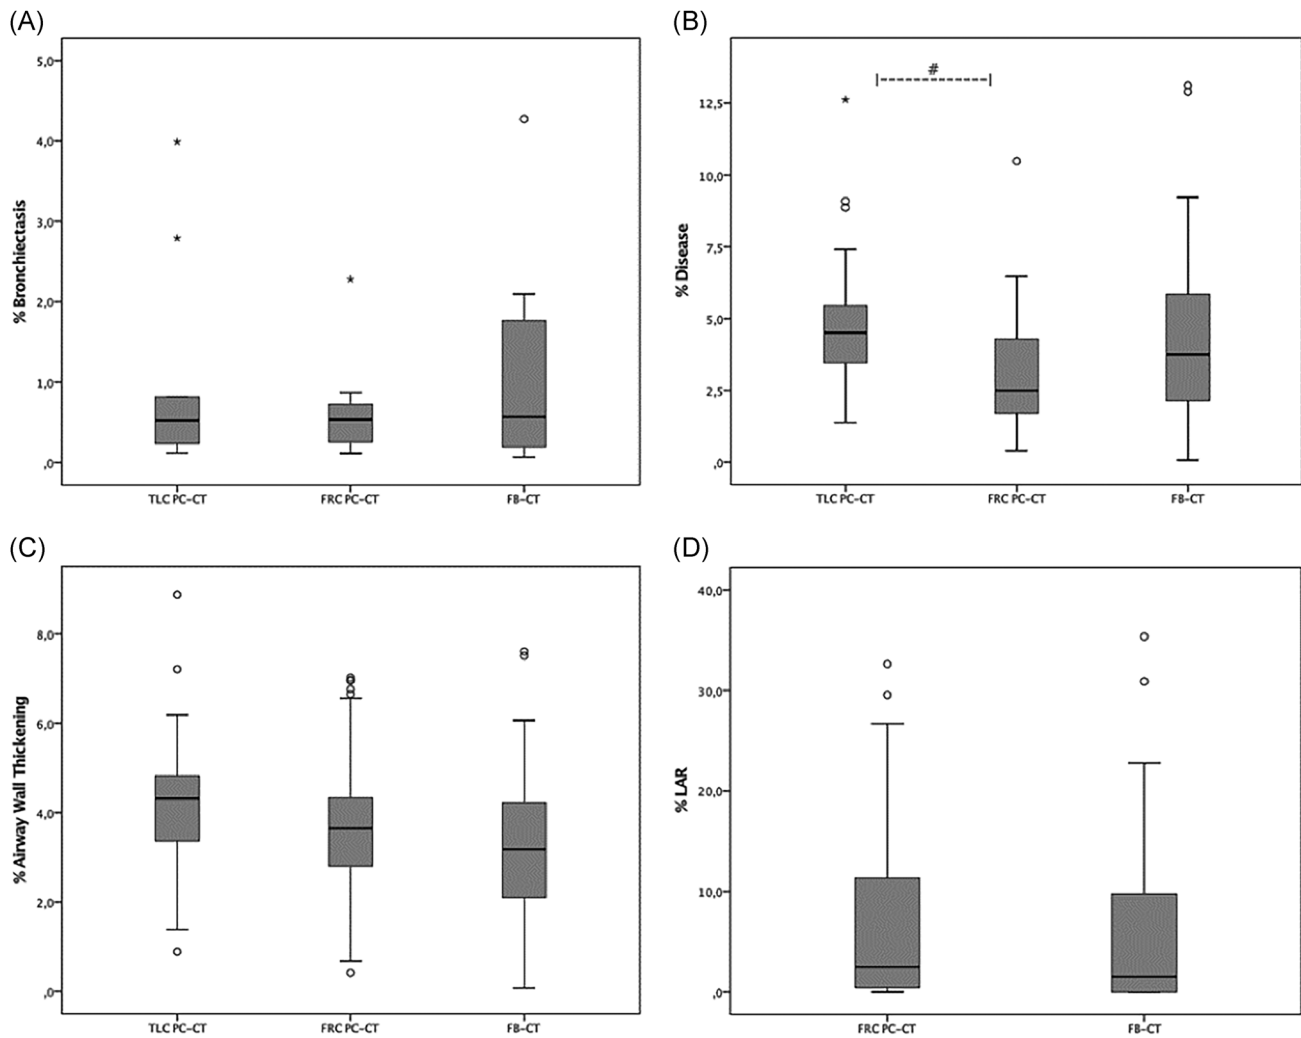 (A)
5,0
4,0
3,0
2,0
1,0
,0
% Bronchiectasis
TLC PC-CT FRC PC-CT FB-CT
(B)
#
12,5
10,0
7,5
5,0
2,5
,0
% Disease
TLC PC-CT FRC PC-CT FB-CT
(C)
8,0
6,0
4,0
2,0
,0
% Airway Wall Thickening
TLC PC-CT FRC PC-CT FB-CT
(D)
40,0
30,0
20,0
10,0
,0
% LAR
FRC PC-CT FB-CT